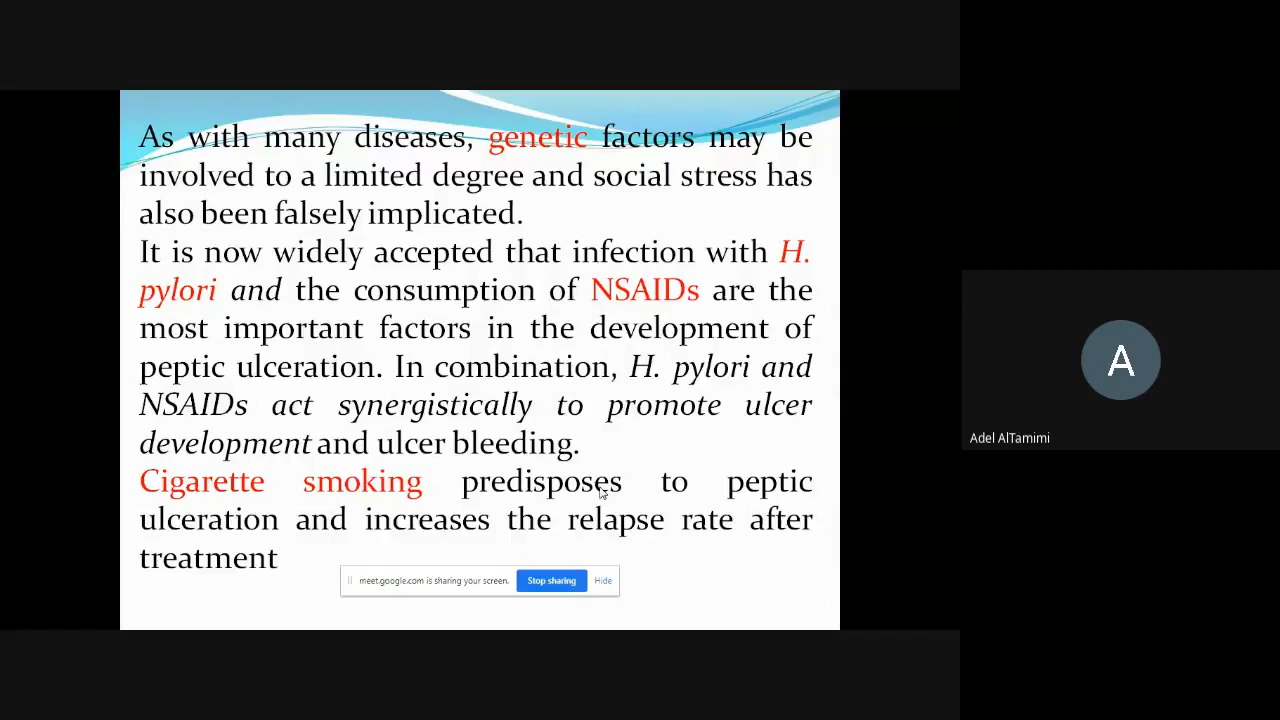 As with many diseases, genetic factors may be
involved to a limited degree and social stress has
also been falsely implicated.
It is now widely accepted that infection with H.
pylori and the consumption of NSAIDs are the
most important factors in the development of
peptic ulceration. In combination, H. pylori and
NSAIDs act synergistically to promote ulcer
development and ulcer bleeding.
Cigarette smoking predisposes to peptic
ulceration and increases the relapse rate after
treatment
meet.google.com is sharing your screen. Stop sharing Hide
A
Adel AlTamimi